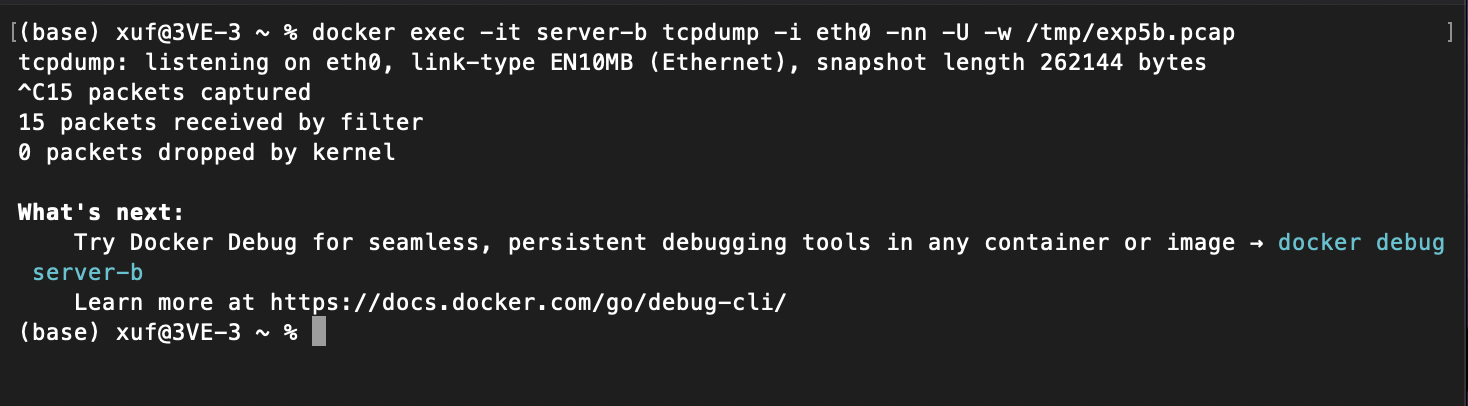 [(base) xuf@3VE-3 ~ % docker exec -it server-b tcpdump -i eth0 -nn -U -w /tmp/exp5b.pcap ]
tcpdump: listening on eth0, link-type EN10MB (Ethernet), snapshot length 262144 bytes
^C15 packets captured
15 packets received by filter
0 packets dropped by kernel
What's next:
Try Docker Debug for seamless, persistent debugging tools in any container or image → docker debug
server-b
Learn more at https://docs.docker.com/go/debug-cli/
(base) xuf@3VE-3 ~ %